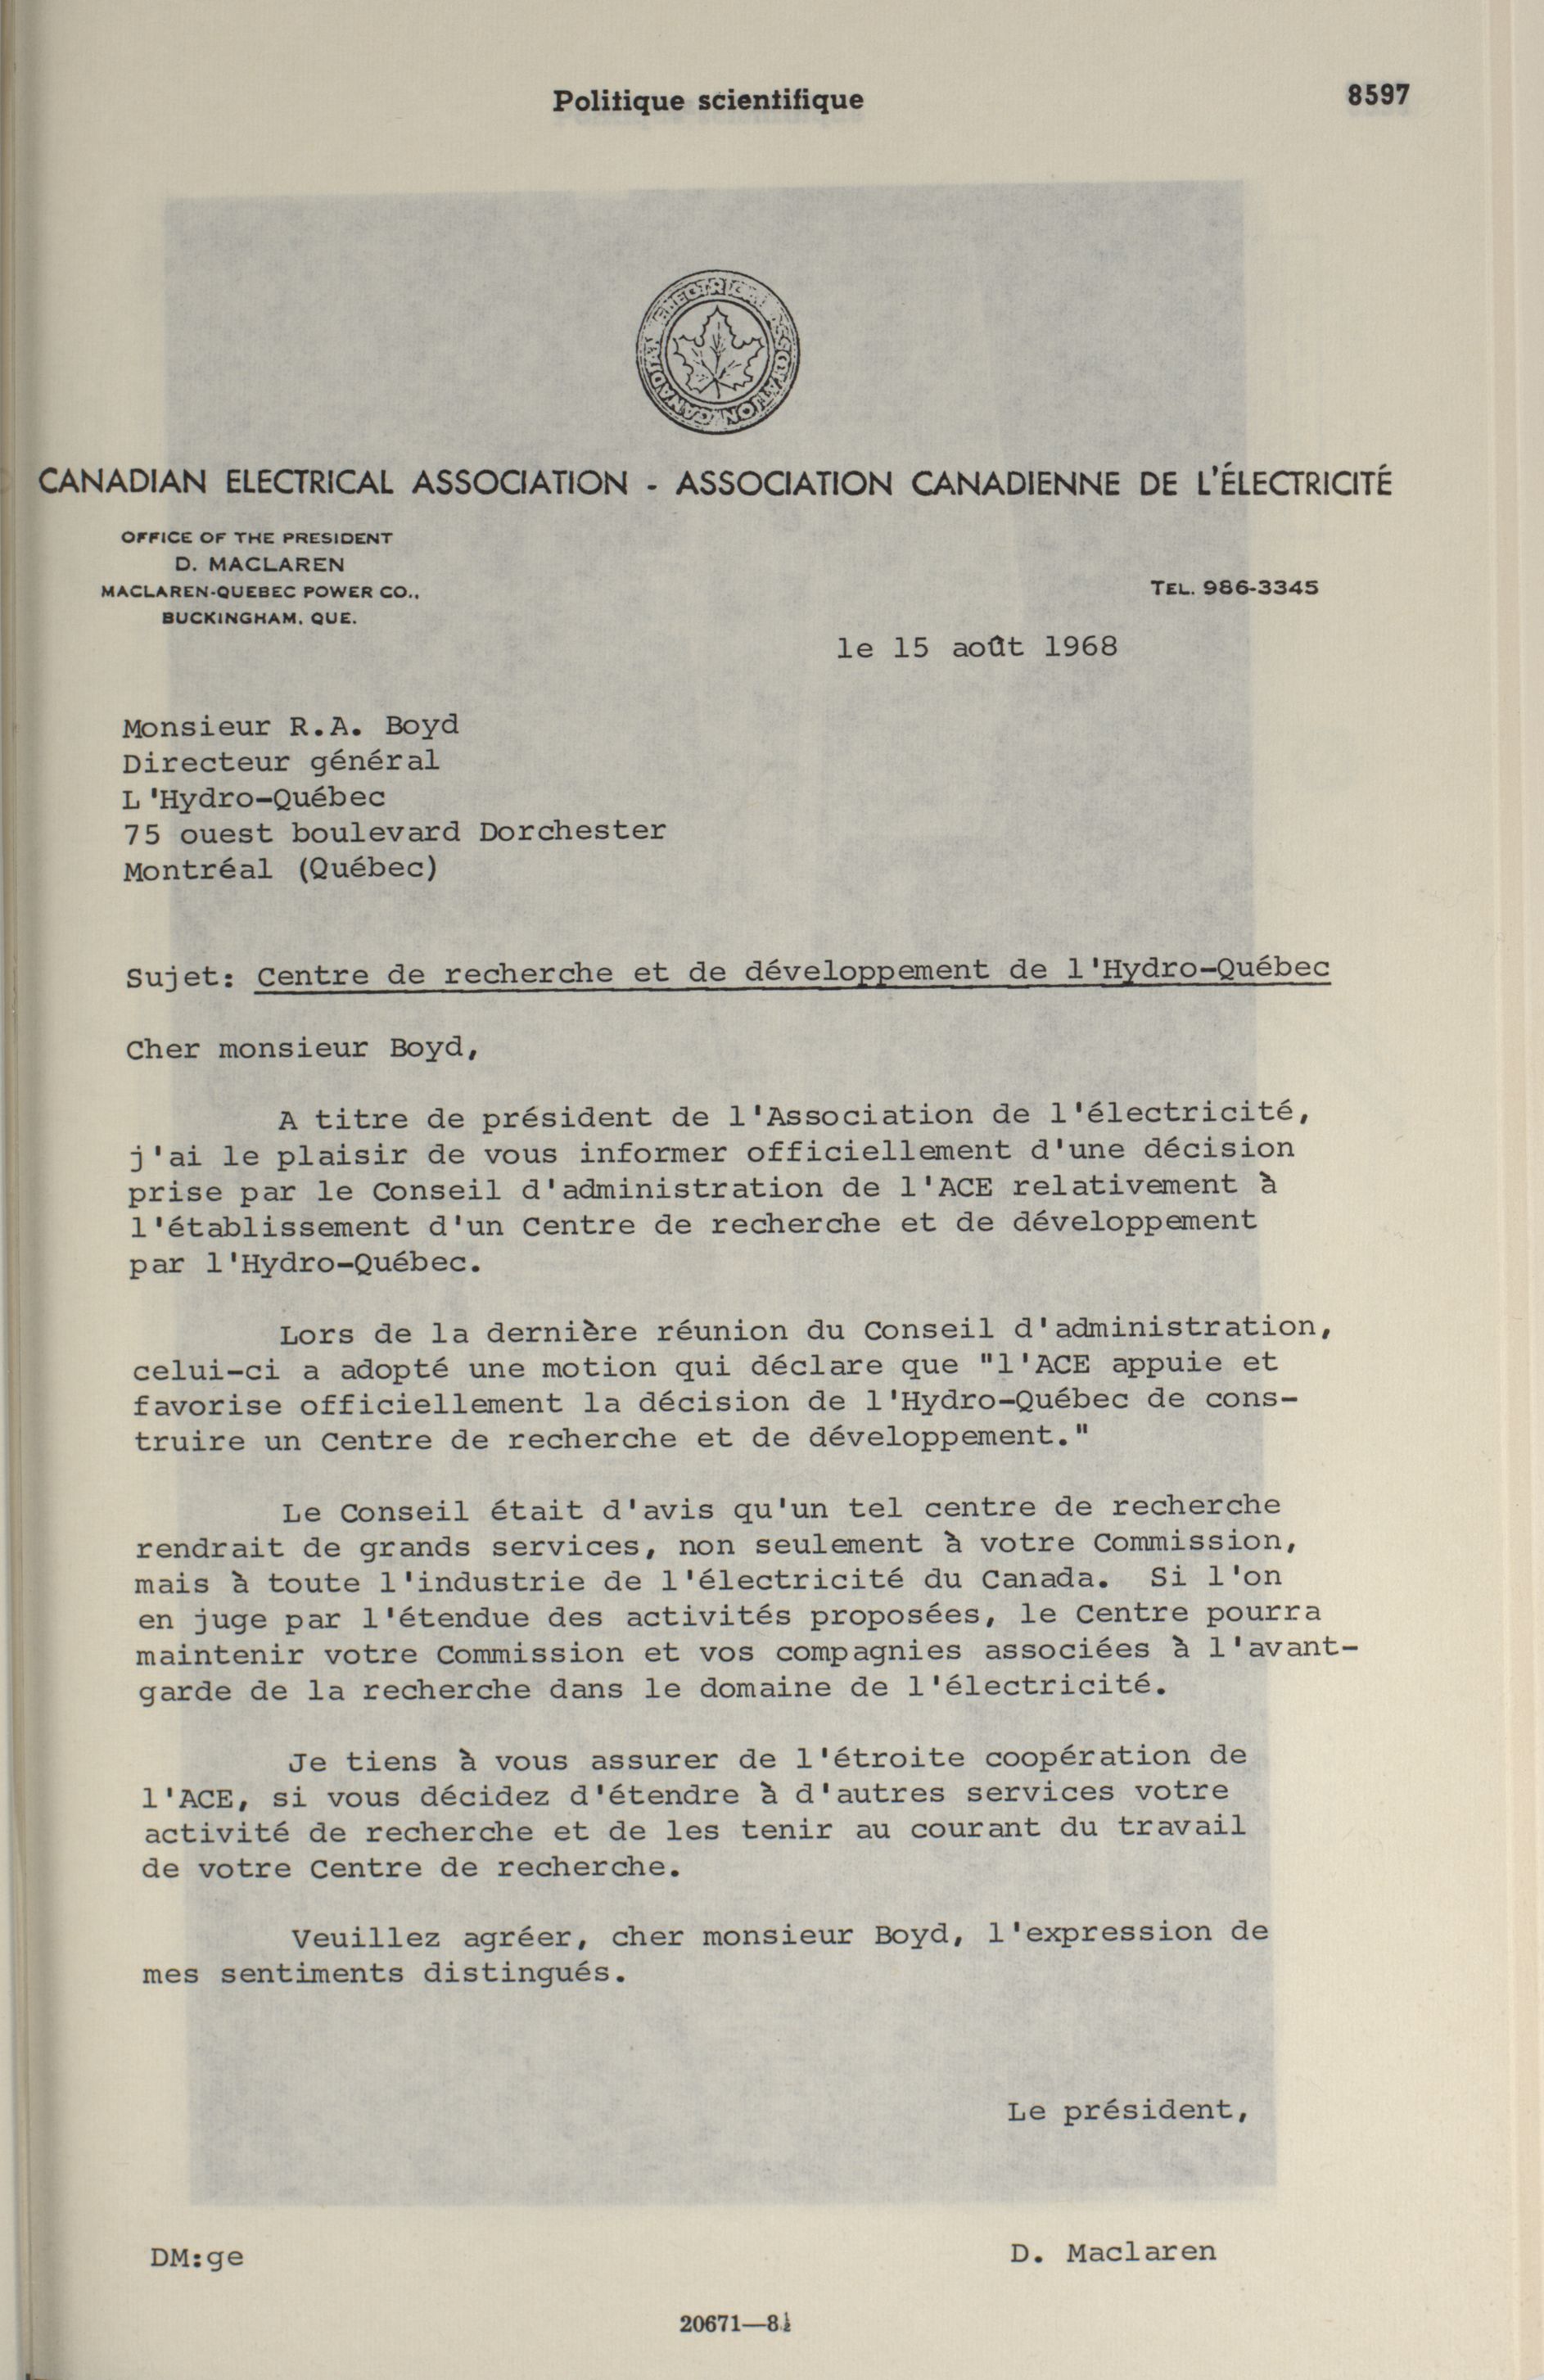 Politique scientifique
8597
CANADIAN ELECTRICAL ASSOCIATION
CANADIAN ELECTRICAL ASSOCIATION - ASSOCIATION CANADIENNE DE L'ÉLECTRICITÉ
OFFICE OF THE PRESIDENT
D. MACLAREN
MACLAREN-QUEBEC POWER CO.,
BUCKINGHAM, QUE.
TEL. 986-3345
le 15 août 1968
Monsieur R.A. Boyd
Directeur général
L'Hydro-Québec
75 ouest boulevard Dorchester
Montréal (Québec)
Sujet: Centre de recherche et de développement de l'Hydro-Québec
Cher monsieur Boyd,
A titre de président de l'Association de l'électricité,
j'ai le plaisir de vous informer officiellement d'une décision
prise par le Conseil d'administration de l'ACE relativement à
l'établissement d'un Centre de recherche et de développement
par l'Hydro-Québec.
Lors de la dernière réunion du Conseil d'administration,
celui-ci a adopté une motion qui déclare que "l'ACE appuie et
favorise officiellement la décision de l'Hydro-Québec de cons-
truire un Centre de recherche et de développement."
Le Conseil était d'avis qu'un tel centre de recherche
rendrait de grands services, non seulement à votre Commission,
mais à toute l'industrie de l'électricité du Canada. Si l'on
en juge par l'étendue des activités proposées, le Centre pourra
maintenir votre Commission et vos compagnies associées à l'avant-
garde de la recherche dans le domaine de l'électricité.
Je tiens à vous assurer de l'étroite coopération de
l'ACE, si vous décidez d'étendre à d'autres services votre
activité de recherche et de les tenir au courant du travail
de votre Centre de recherche.
Veuillez agréer, cher monsieur Boyd, l'expression de
mes sentiments distingués.
Le président,
DM:ge
D. Maclaren
20671—8½